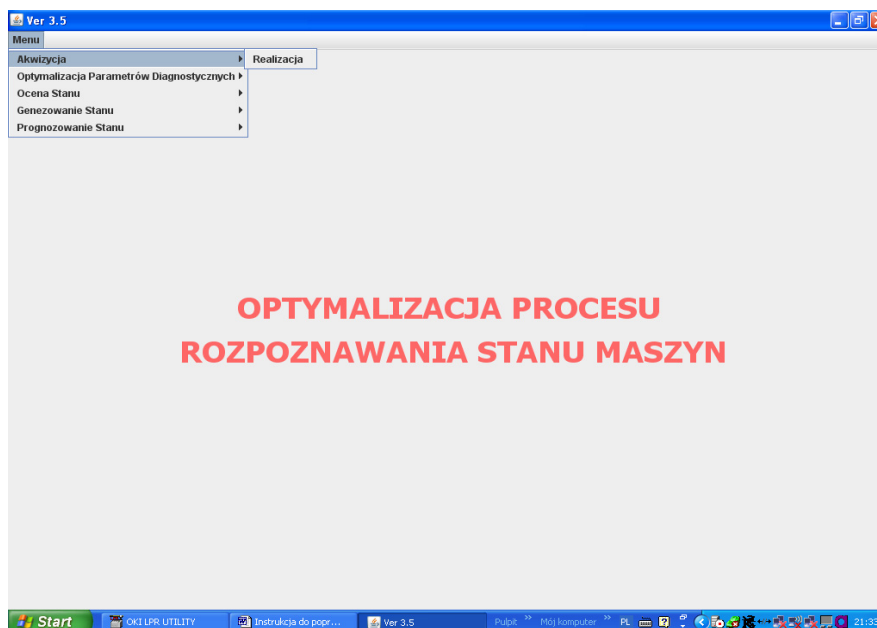 Ver 3.5
Menu
Akwizycja
Realizacja
Optymalizacja Parametrów Diagnostycznych
Ocena Stanu
Genezowanie Stanu
Prognozowanie Stanu
OPTYMALIZACJA PROCESU
ROZPOZNAWANIA STANU MASZYN
Start OKI LPR UTILITY Instrukcja do popr... Ver 3.5 Pulpit » Mój komputer » PL 21:33